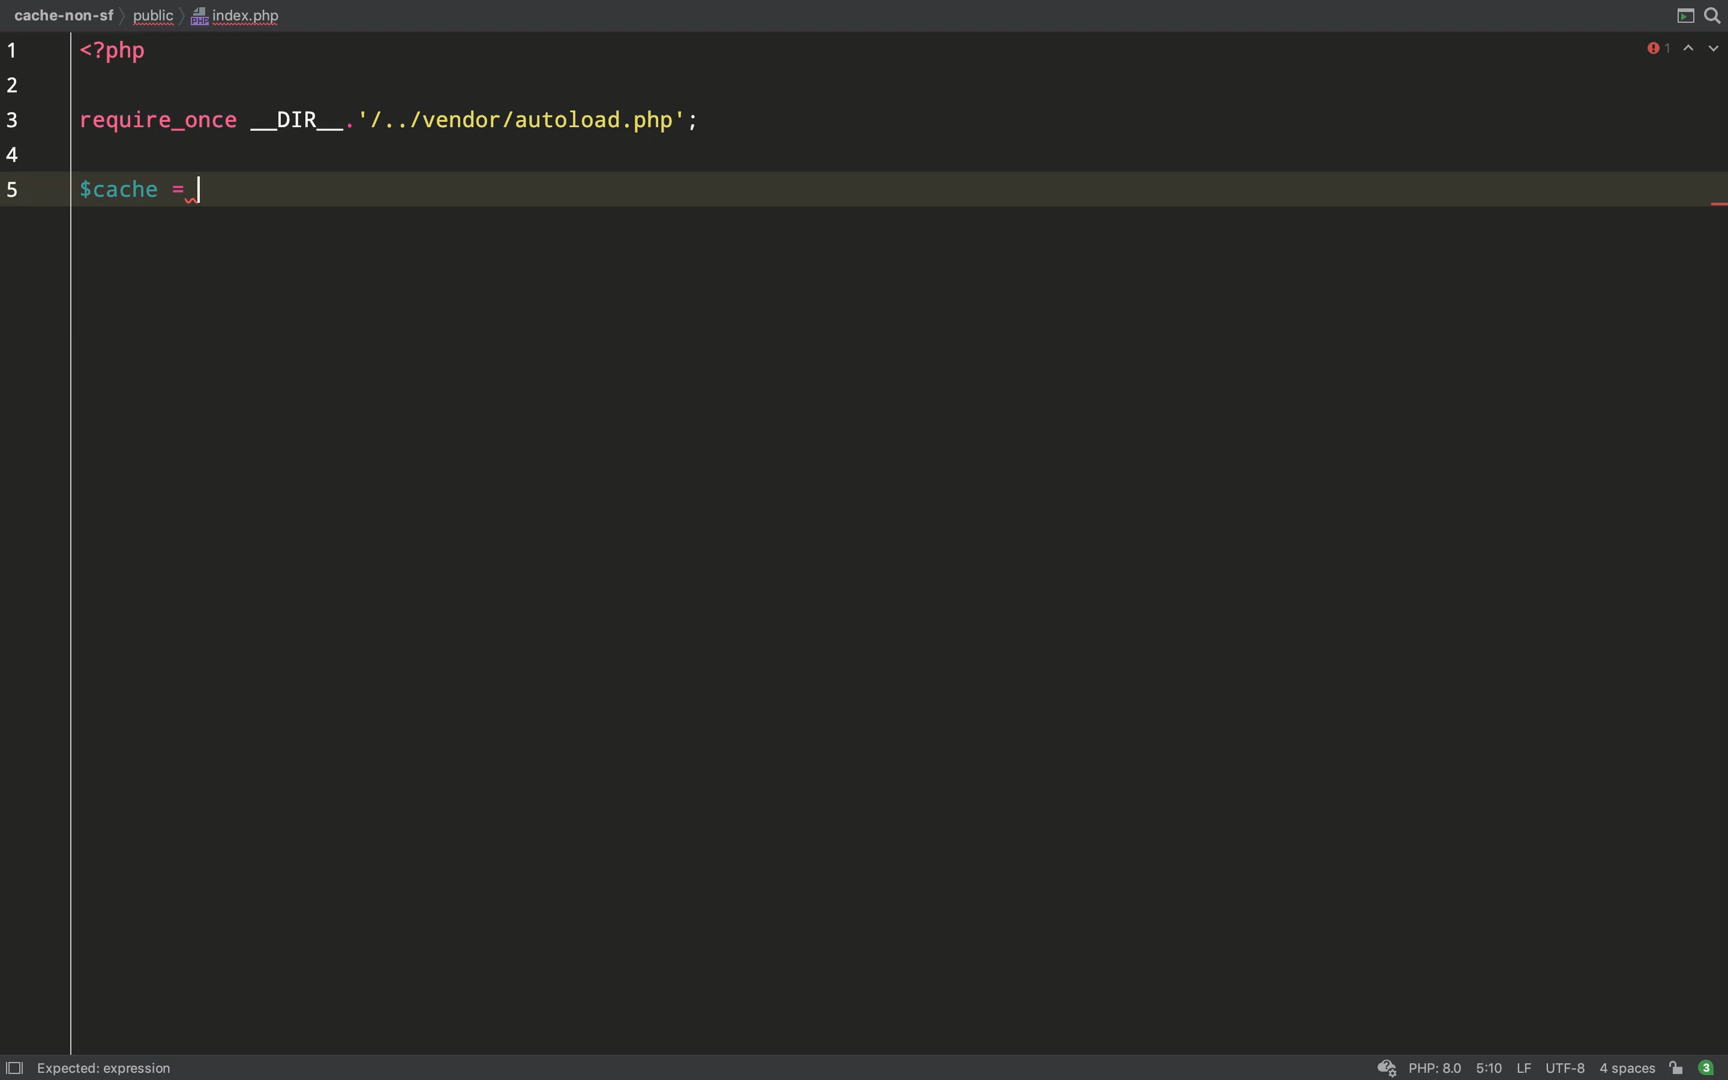 cache-non-sf public index.php
1 <?php
1
2
3 require_once __DIR__.'/../vendor/autoload.php';
4
5 $cache =
Expected: expression
PHP: 8.0 5:10 LF UTF-8 4 spaces 3